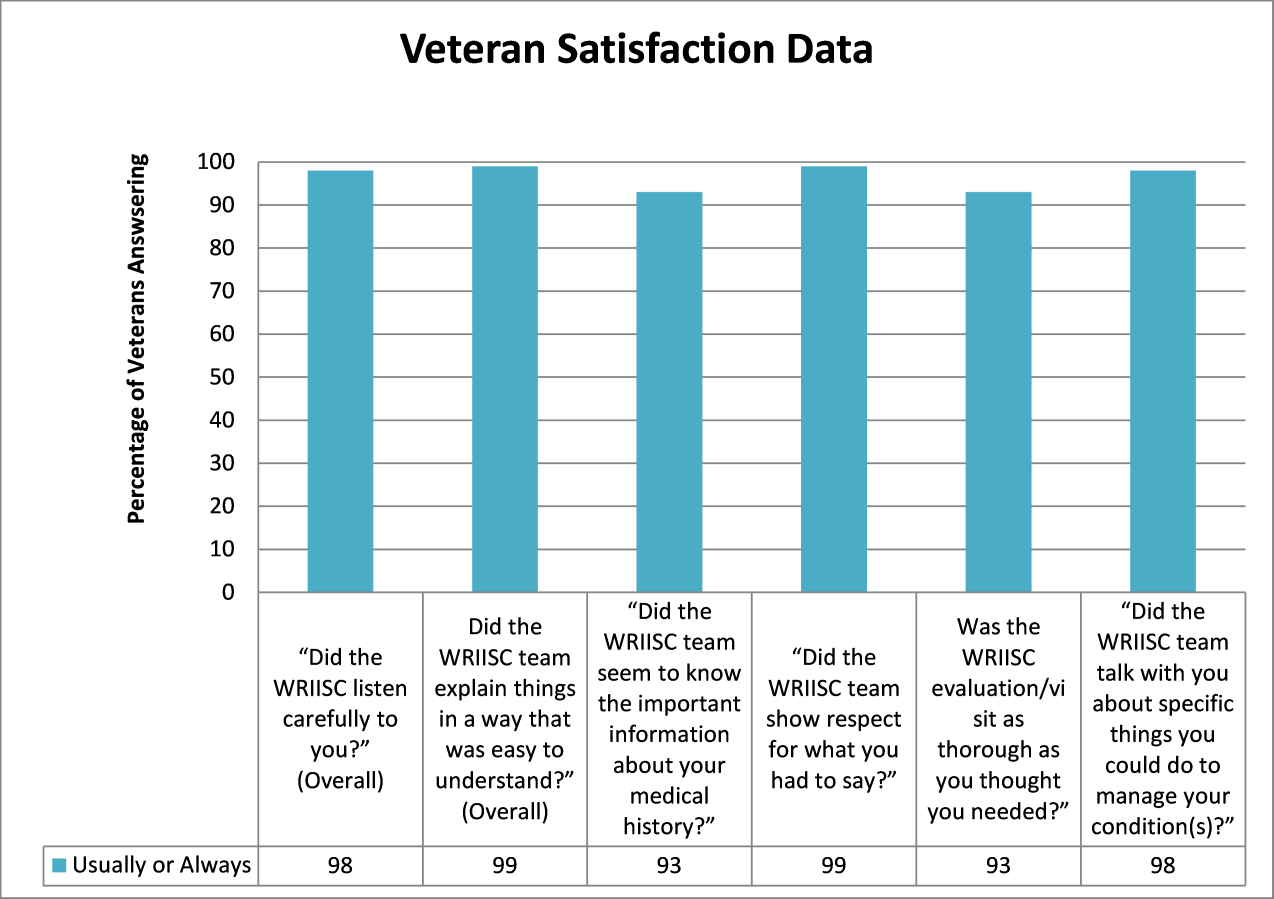 Veteran Satisfaction Data
Percentage of Veterans Answsering
100
90
80
70
60
50
40
30
20
10
0
“Did the
WRIISC listen
carefully to
you?”
(Overall)
Did the
WRIISC team
explain things
in a way that
was easy to
understand?”
(Overall)
“Did the
WRIISC team
seem to know
the important
information
about your
medical
history?”
“Did the
WRIISC team
show respect
for what you
had to say?”
Was the
WRIISC
evaluation/vi
sit as
thorough as
you thought
you needed?”
“Did the
WRIISC team
talk with you
about specific
things you
could do to
manage your
condition(s)?”
Usually or Always 98 99 93 99 93 98